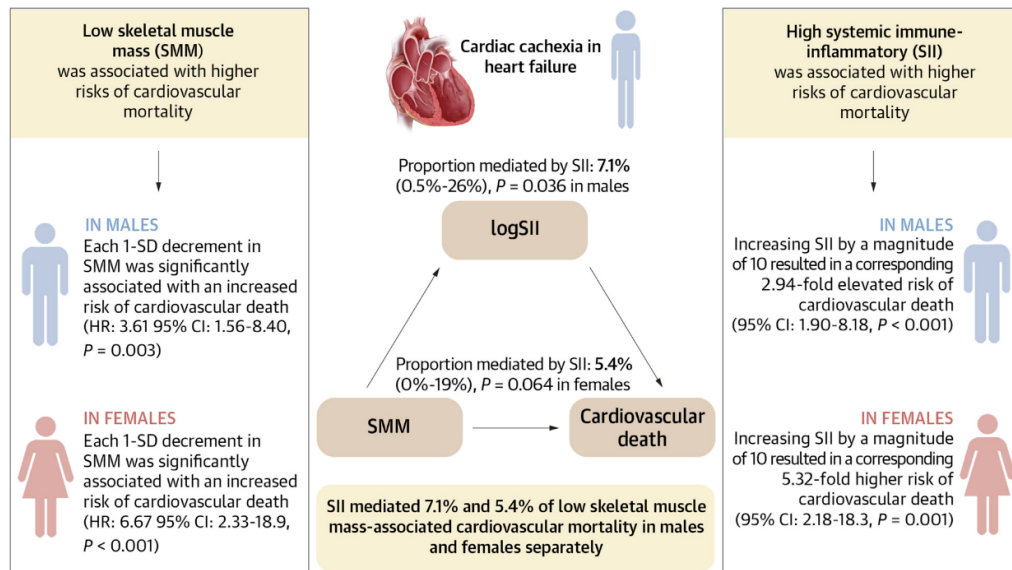 Low skeletal muscle
mass (SMM)
was associated with higher
risks of cardiovascular
mortality
IN MALES
Each 1-SD decrement in
SMM was significantly
associated with an increased
risk of cardiovascular death
(HR: 3.61 95% CI: 1.56-8.40,
P = 0.003)
IN FEMALES
Each 1-SD decrement in
SMM was significantly
associated with an increased
risk of cardiovascular death
(HR: 6.67 95% CI: 2.33-18.9,
P < 0.001)
Cardiac cachexia in
heart failure
Proportion mediated by SII: 7.1%
(0.5%-26%), P = 0.036 in males
logSII
Proportion mediated by SII: 5.4%
(0%-19%), P = 0.064 in females
SMM
Cardiovascular
death
SII mediated 7.1% and 5.4% of low skeletal muscle
mass-associated cardiovascular mortality in males
and females separately
High systemic immune-
inflammatory (SII)
was associated with higher
risks of cardiovascular
mortality
IN MALES
Increasing SII by a magnitude
of 10 resulted in a corresponding
2.94-fold elevated risk of
cardiovascular death
(95% CI: 1.90-8.18, P < 0.001)
IN FEMALES
Increasing SII by a magnitude
of 10 resulted in a corresponding
5.32-fold higher risk of
cardiovascular death
(95% CI: 2.18-18.3, P = 0.001)